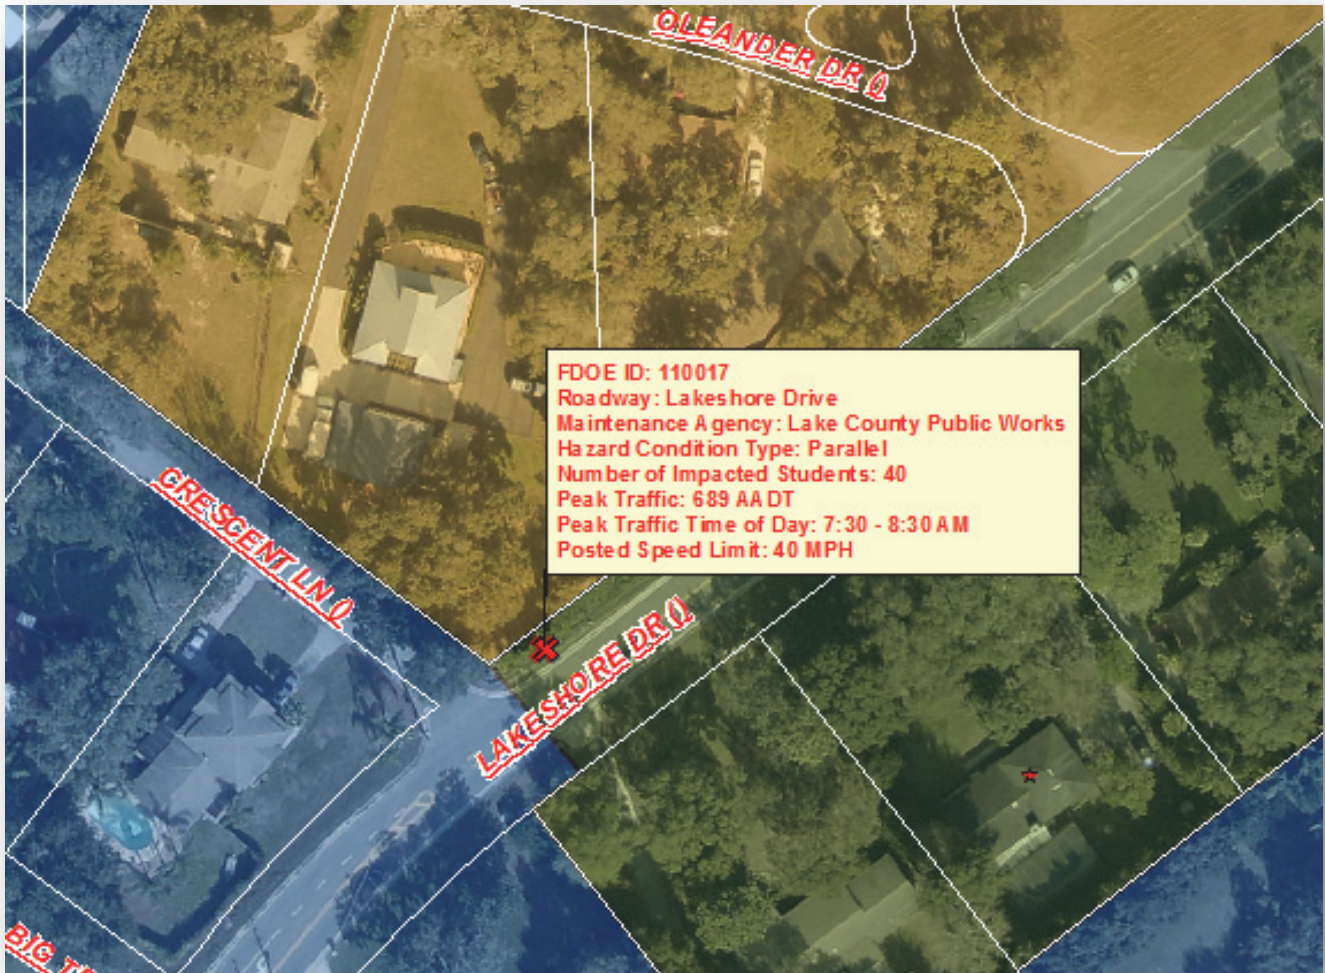 OLEANDER DR ()
FDOE ID: 110017
Roadway: Lakeshore Drive
Maintenance Agency: Lake County Public Works
Hazard Condition Type: Parallel
Number of Impacted Students: 40
Peak Traffic: 689 AADT
Peak Traffic Time of Day: 7:30 - 8:30 AM
Posted Speed Limit: 40 MPH
CRESCENT LN ()
LAKESHORE DR ()
BIG